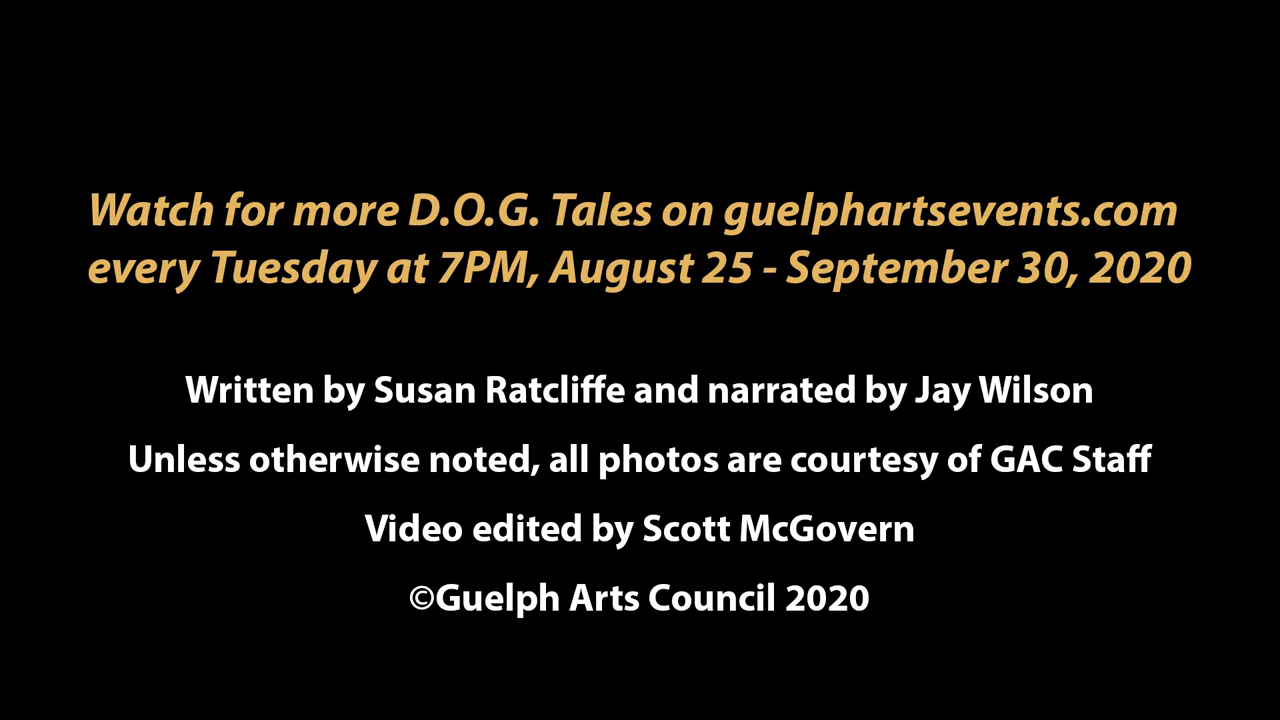 Watch for more D.O.G. Tales on guelphartsevents.com
every Tuesday at 7PM, August 25 - September 30, 2020
Written by Susan Ratcliffe and narrated by Jay Wilson
Unless otherwise noted, all photos are courtesy of GAC Staff
Video edited by Scott McGovern
©Guelph Arts Council 2020